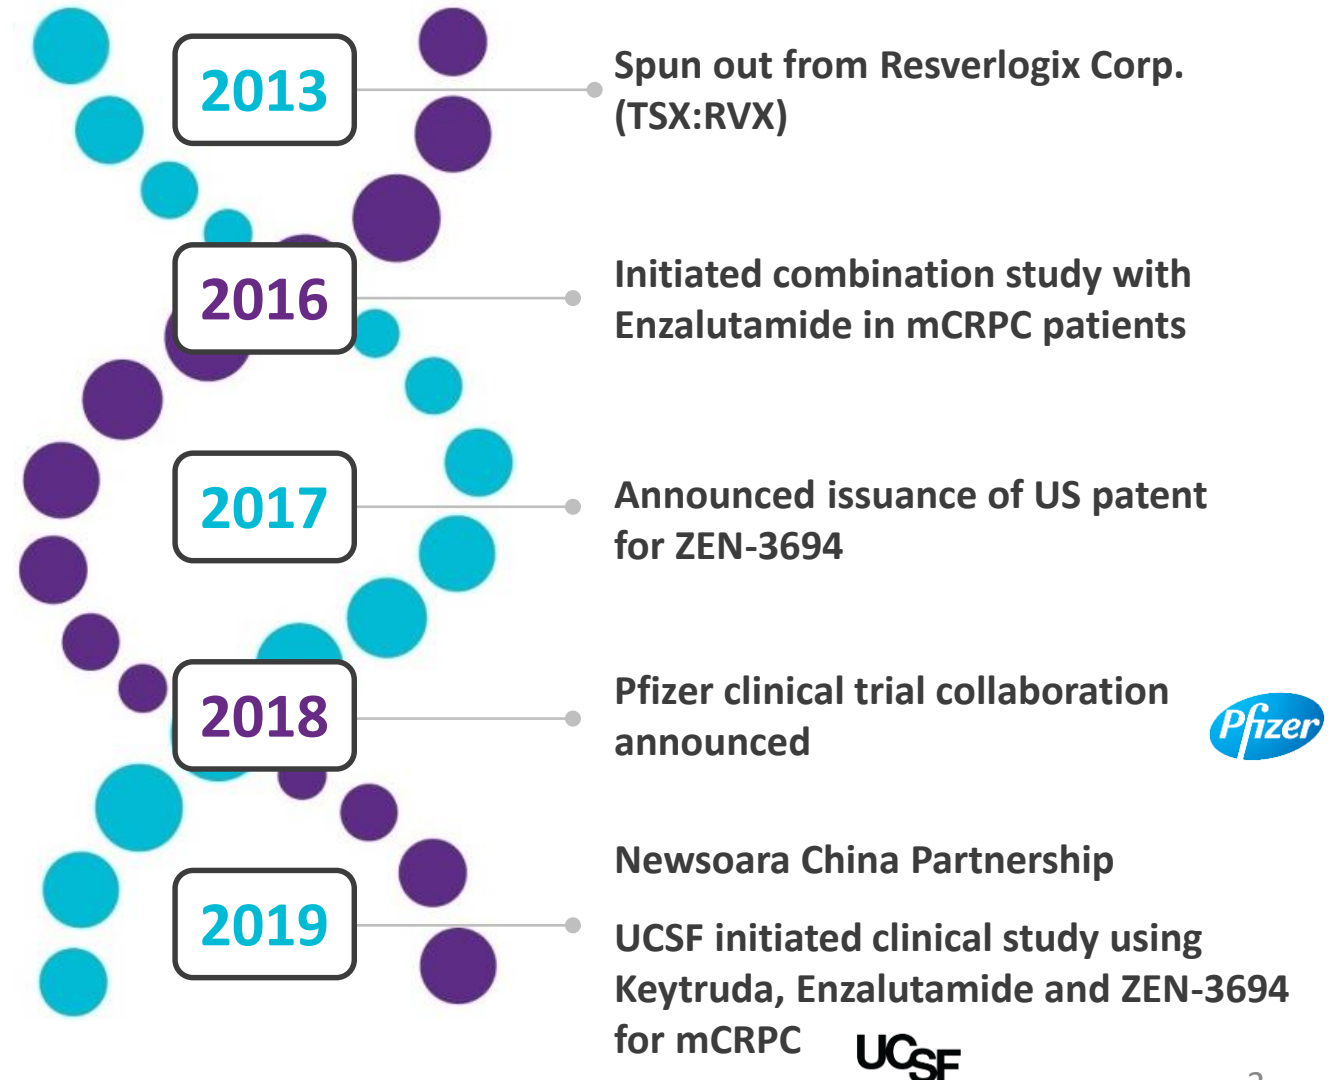 2013
Spun out from Resverlogix Corp.
(TSX:RVX)
2016
Initiated combination study with
Enzalutamide in mCRPC patients
2017
Announced issuance of US patent
for ZEN-3694
2018
Pfizer clinical trial collaboration
announced
Pfizer
2019
Newsoara China Partnership
UCSF initiated clinical study using
Keytruda, Enzalutamide and ZEN-3694
for mCRPC
UCSF